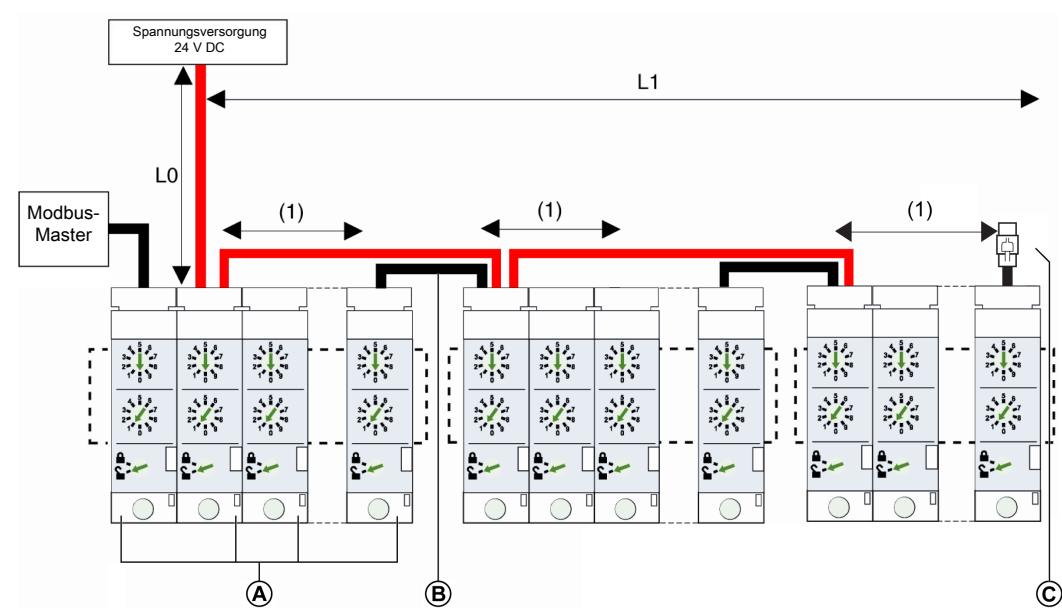 Spannungsversorgung
24 V DC
L1
L0
Modbus-
Master
(1)
(1)
(1)
A
B
C